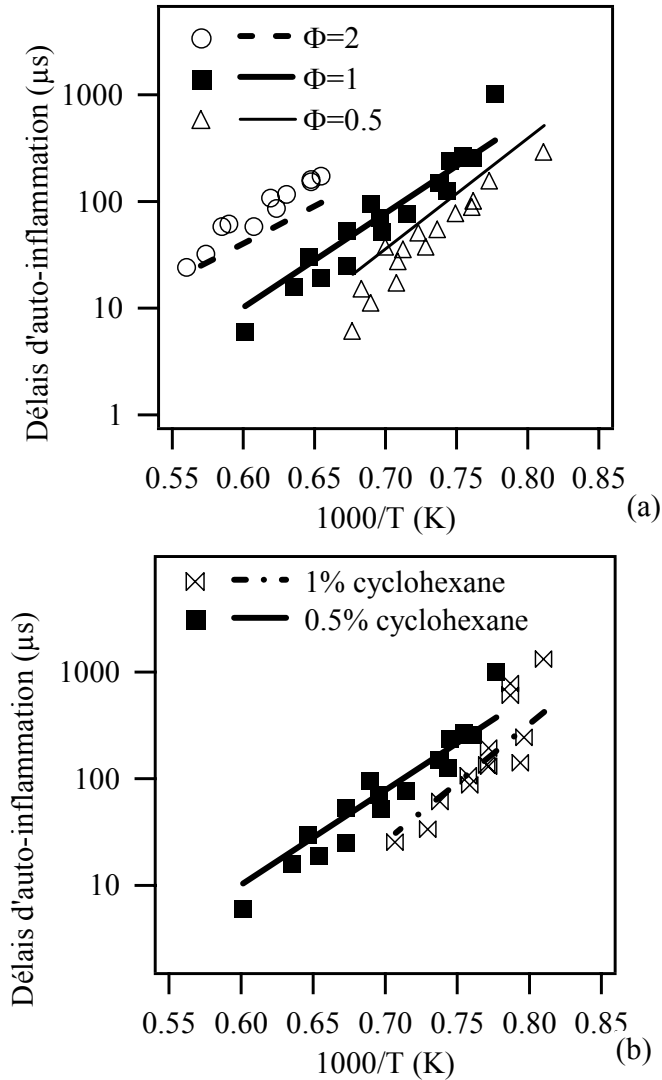 Φ=2
Φ=1
Φ=0.5
1000
100
10
1
Délais d'auto-inflammation (µs)
0.55 0.60 0.65 0.70 0.75 0.80 0.85
1000/T (K)
(a)
1% cyclohexane
0.5% cyclohexane
1000
100
10
Délais d'auto-inflammation (µs)
0.55 0.60 0.65 0.70 0.75 0.80 0.85
1000/T (K)
(b)